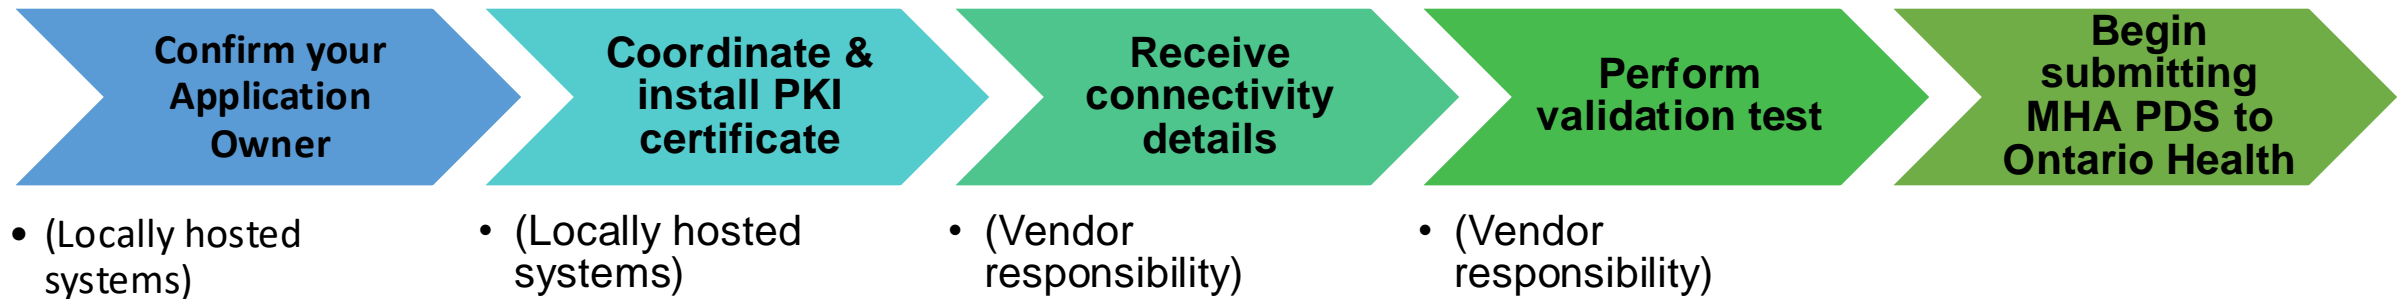 Confirm your
Application
Owner
Coordinate &
install PKI
certificate
Receive
connectivity
details
Perform
validation test
Begin
submitting
MHA PDS to
Ontario Health
• (Locally hosted
systems)
• (Locally hosted
systems)
• (Vendor
responsibility)
• (Vendor
responsibility)